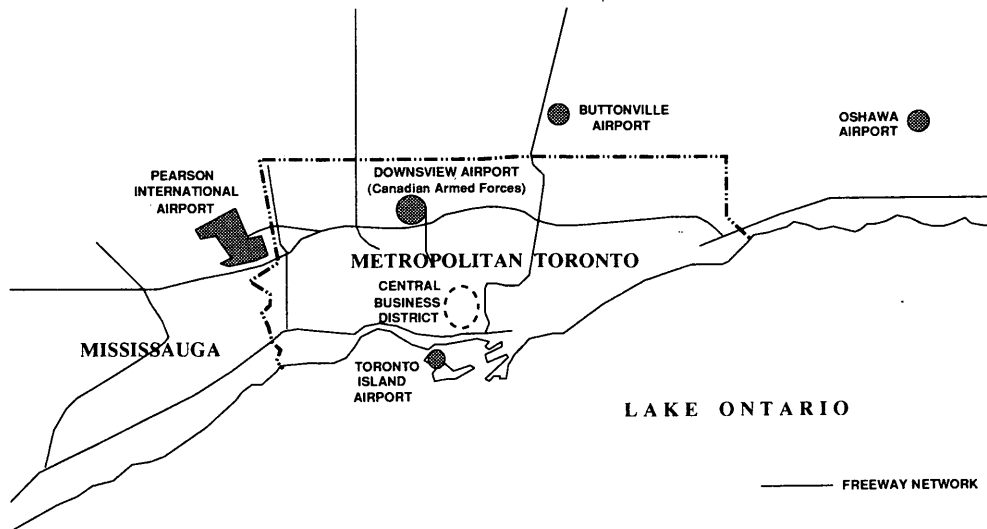 BUTTONVILLE
AIRPORT
OSHAWA
AIRPORT
PEARSON
INTERNATIONAL
AIRPORT
DOWNSVIEW AIRPORT
(Canadian Armed Forces)
METROPOLITAN TORONTO
CENTRAL
BUSINESS
DISTRICT
MISSISSAUGA
TORONTO
ISLAND
AIRPORT
LAKE ONTARIO
FREEWAY NETWORK